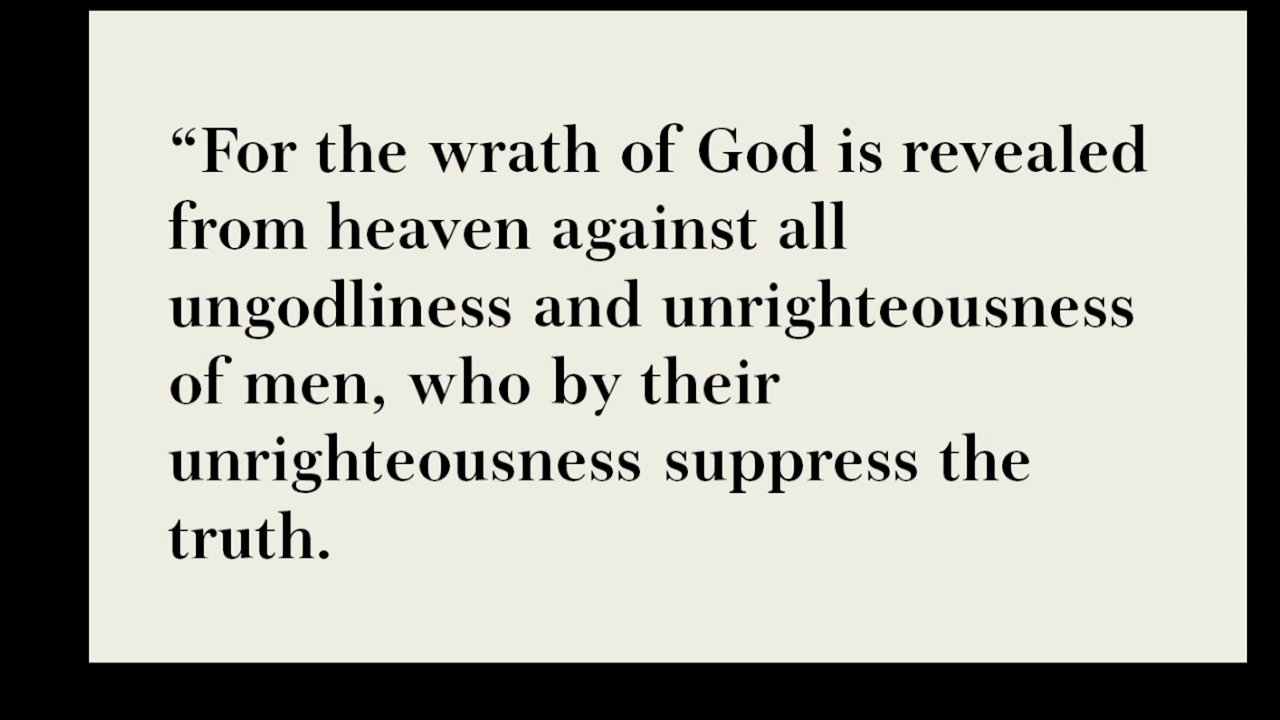 “For the wrath of God is revealed
from heaven against all
ungodliness and unrighteousness
of men, who by their
unrighteousness suppress the
truth.